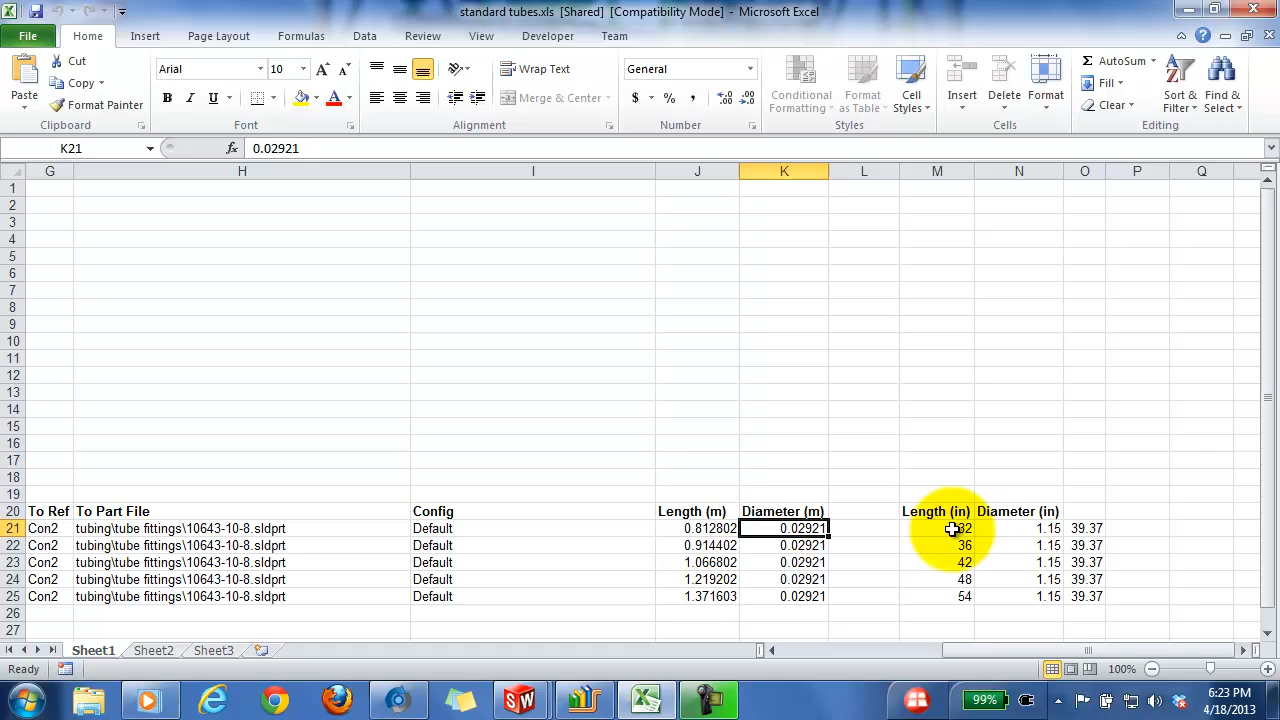 standard tubes.xls [Shared] [Compatibility Mode] - Microsoft Excel
File Home Insert Page Layout Formulas Data Review View Developer Team
Paste
Cut
Copy
Format Painter
Clipboard
Arial 10
B I U
Font
Wrap Text
Merge & Center
Alignment
General
$ % ,
Number
Conditional Formatting
Format as Table
Cell Styles
Styles
Insert
Delete
Format
Cells
AutoSum
Fill
Clear
Sort & Filter
Find & Select
Editing
K21 fx 0.02921
G H I J K L M N O P Q
1
2
3
4
5
6
7
8
9
10
11
12
13
14
15
16
17
18
19
20 To Ref To Part File Config Length (m) Diameter (m) Length (in) Diameter (in)
21 Con2 tubing\tube fittings\10643-10-8.sldprt Default 0.812802 0.02921 32 1.15 39.37
22 Con2 tubing\tube fittings\10643-10-8.sldprt Default 0.914402 0.02921 36 1.15 39.37
23 Con2 tubing\tube fittings\10643-10-8.sldprt Default 1.066802 0.02921 42 1.15 39.37
24 Con2 tubing\tube fittings\10643-10-8.sldprt Default 1.219202 0.02921 48 1.15 39.37
25 Con2 tubing\tube fittings\10643-10-8.sldprt Default 1.371603 0.02921 54 1.15 39.37
26
27
Sheet1 Sheet2 Sheet3
Ready 100%
SW 99% 6:23 PM
4/18/2013